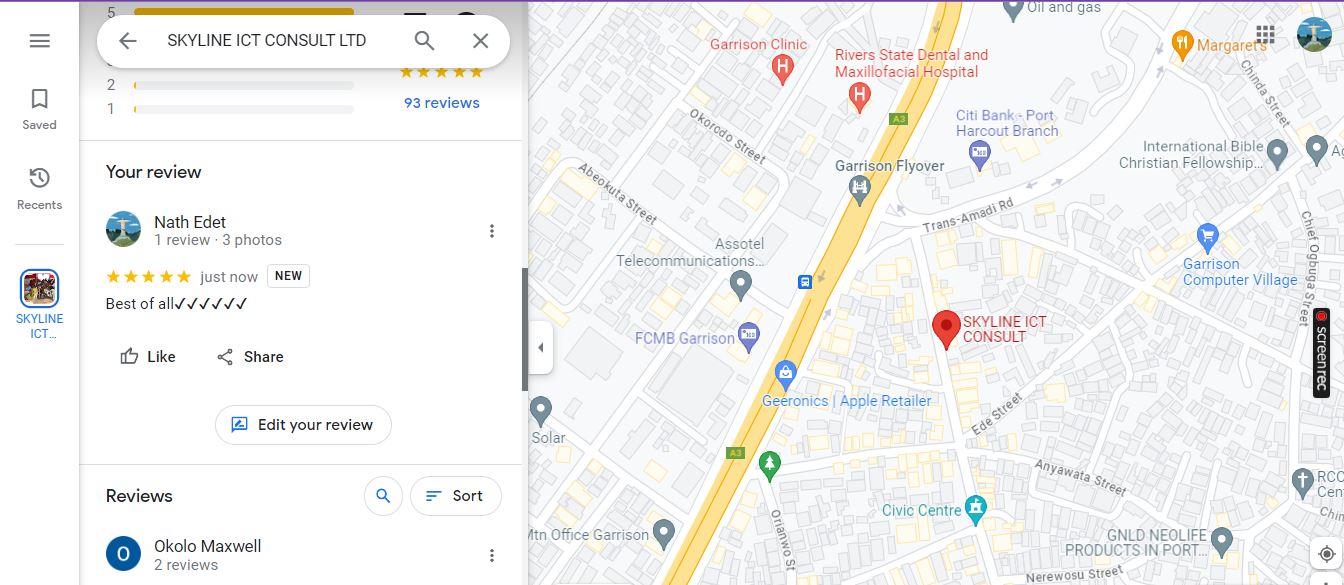 5
SKYLINE ICT CONSULT LTD
2
1
93 reviews
Saved
Recents
SKYLINE
ICT...
Your review
Nath Edet
1 review · 3 photos
just now NEW
Best of all✓✓✓✓✓✓
Like
Share
Edit your review
Reviews
Sort
O
Okolo Maxwell
2 reviews
Oil and gas
Garrison Clinic
H
Rivers State Dental and
Maxillofacial Hospital
H
Margaret's
Chinda Street
A3
Citi Bank - Port
Harcout Branch
Okorodo Street
International Bible
Christian Fellowship...
Garrison Flyover
Abeokuta Street
Trans-Amadi Rd
Chief Ogbuga Street
Assotel
Telecommunications...
Garrison
Computer Village
SKYLINE ICT
CONSULT
FCMB Garrison
screenrec
Geeronics | Apple Retailer
Ede Street
Solar
A3
Anyawata Street
RCC
Cen
Civic Centre
Orianwo St
Mtn Office Garrison
GNLD NEOLIFE
PRODUCTS IN PORT...
Nerewosu Street